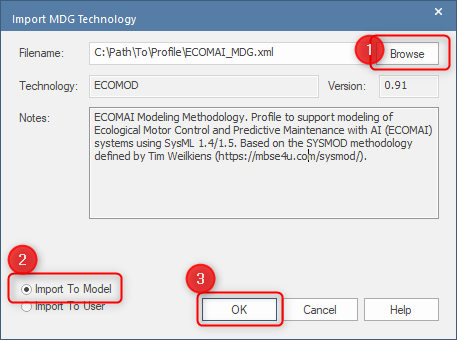 Import MDG Technology
Filename: C:\Path\To\Profile\ECOMAI_MDG.xml 1 Browse
Technology: ECOMOD Version: 0.91
Notes: ECOMAI Modeling Methodology. Profile to support modeling of
Ecological Motor Control and Predictive Maintenance with AI (ECOMAI)
systems using SysML 1.4/1.5. Based on the SYSMOD methodology
defined by Tim Weilkiens (https://mbse4u.com/sysmod/).
2
Import To Model
Import To User
3
OK Cancel Help